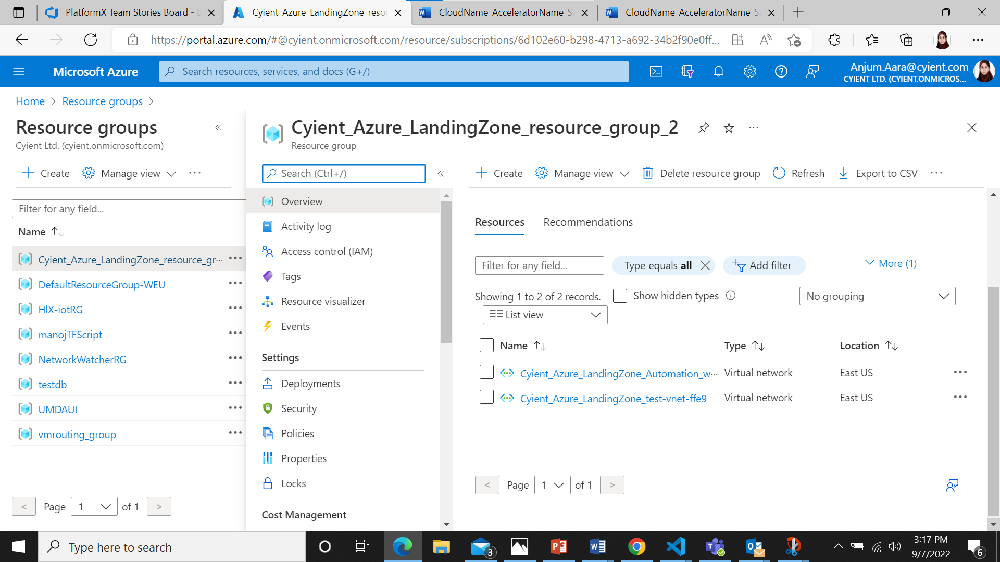 PlatformX Team Stories Board - B
Cyient_Azure_LandingZone_reso
CloudName_AcceleratorName_S
CloudName_AcceleratorName_S
https://portal.azure.com/#@cyient.onmicrosoft.com/resource/subscriptions/6d102e60-b298-4713-a692-34b2f90e0ff...
Microsoft Azure
Search resources, services, and docs (G+/)
Anjum.Aara@cyient.com
CYIENT LTD. (CYIENT.ONMICROS...
Home > Resource groups >
Resource groups
Cyient Ltd. (cyient.onmicrosoft.com)
Create Manage view ...
Filter for any field...
Name
Cyient_Azure_LandingZone_resource_gr...
DefaultResourceGroup-WEU
HIX-iotRG
manojTFScript
NetworkWatcherRG
testdb
UMDAUI
vmrouting_group
< Page 1 of 1 >
Cyient_Azure_LandingZone_resource_group_2
Resource group
Search (Ctrl+/)
Overview
Activity log
Access control (IAM)
Tags
Resource visualizer
Events
Settings
Deployments
Security
Policies
Properties
Locks
Cost Management
Create Manage view Delete resource group Refresh Export to CSV ...
Resources Recommendations
Filter for any field... Type equals all Add filter More (1)
Showing 1 to 2 of 2 records. Show hidden types No grouping
List view
Name Type Location
Cyient_Azure_LandingZone_Automation_w... Virtual network East US
Cyient_Azure_LandingZone_test-vnet-ffe9 Virtual network East US
< Page 1 of 1 >
Type here to search
3
3:17 PM
9/7/2022
6